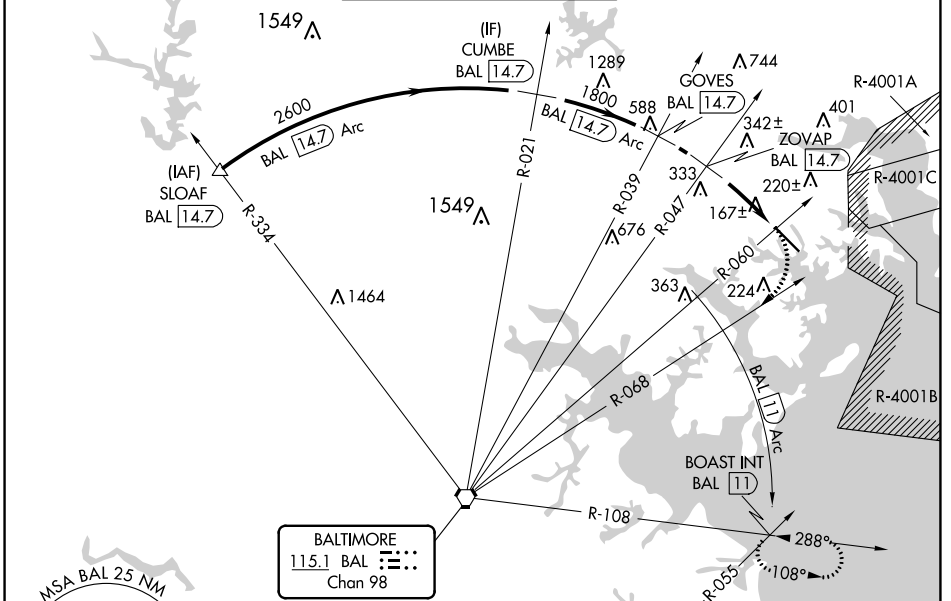 1549
(IF)
CUMBE
BAL 14.7
1289
744
GOVES
BAL 14.7
R-4001A
2600
1800
588
401
BAL 14.7 Arc
BAL 14.7 Arc
342±
ZOVAP
BAL 14.7
(IAF)
SLOAF
BAL 14.7
R-021
R-039
333
220±
R-4001C
R-334
1549
R-047
167±
676
R-060
1464
363
224
R-068
BAL 11 Arc
R-4001B
BOAST INT
BAL 11
R-108
BALTIMORE
115.1 BAL
Chan 98
288°
108°
R-055
MSA BAL 25 NM